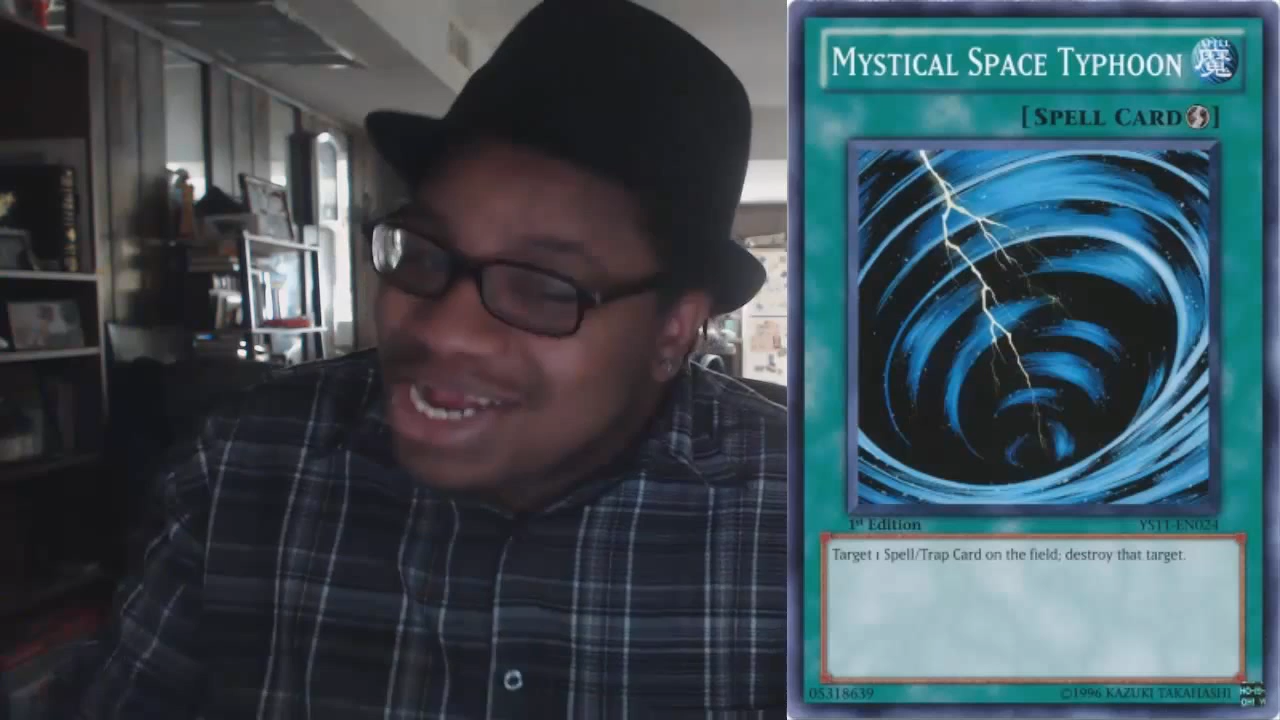 MYSTICAL SPACE TYPHOON 魔
[SPELL CARD]
1st Edition
YS11-EN024
Target 1 Spell/Trap Card on the field; destroy that target.
05318639
©1996 KAZUKI TAKAHASHI